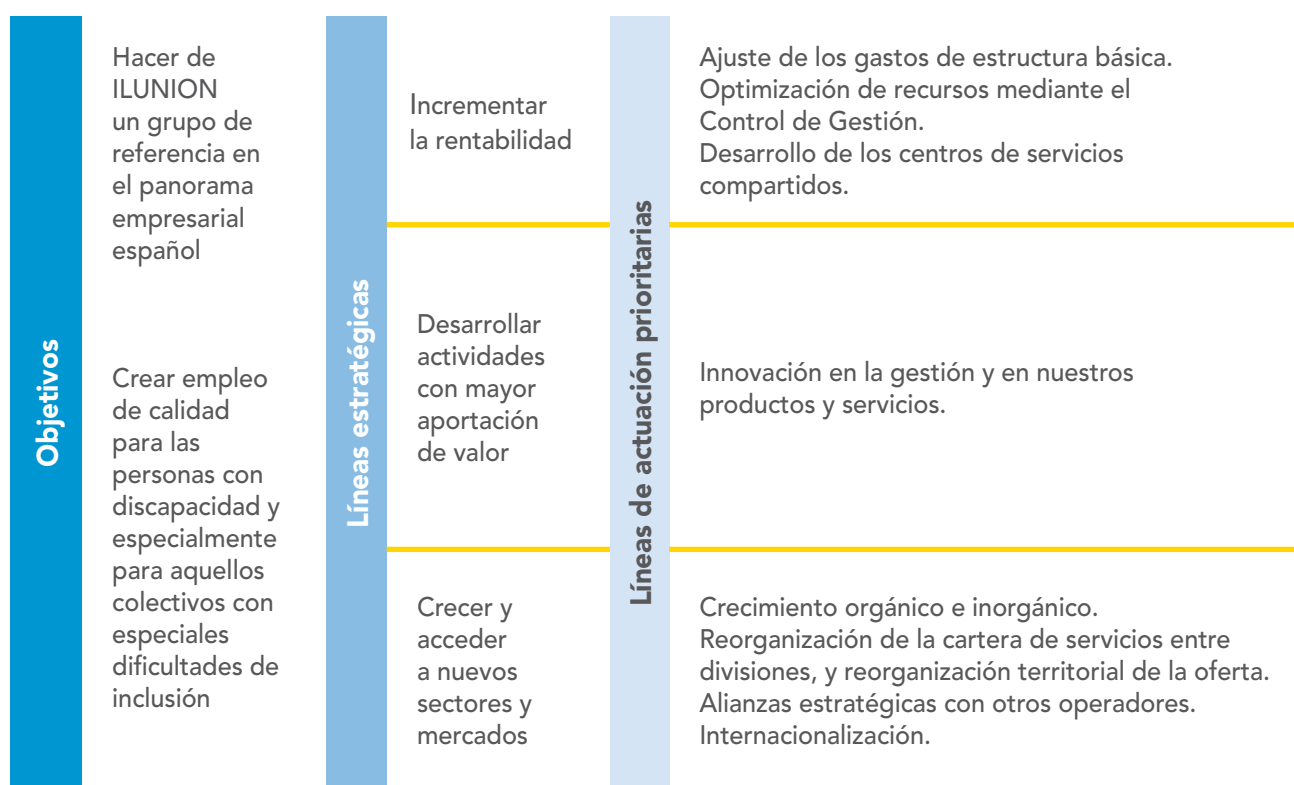 Objetivos
Hacer de
ILUNION
un grupo de
referencia en
el panorama
empresarial
español
Crear empleo
de calidad
para las
personas con
discapacidad y
especialmente
para aquellos
colectivos con
especiales
dificultades de
inclusión
Líneas estratégicas
Incrementar
la rentabilidad
Desarrollar
actividades
con mayor
aportación
de valor
Crecer y
acceder
a nuevos
sectores y
mercados
Líneas de actuación prioritarias
Ajuste de los gastos de estructura básica.
Optimización de recursos mediante el
Control de Gestión.
Desarrollo de los centros de servicios
compartidos.
Innovación en la gestión y en nuestros
productos y servicios.
Crecimiento orgánico e inorgánico.
Reorganización de la cartera de servicios entre
divisiones, y reorganización territorial de la oferta.
Alianzas estratégicas con otros operadores.
Internacionalización.